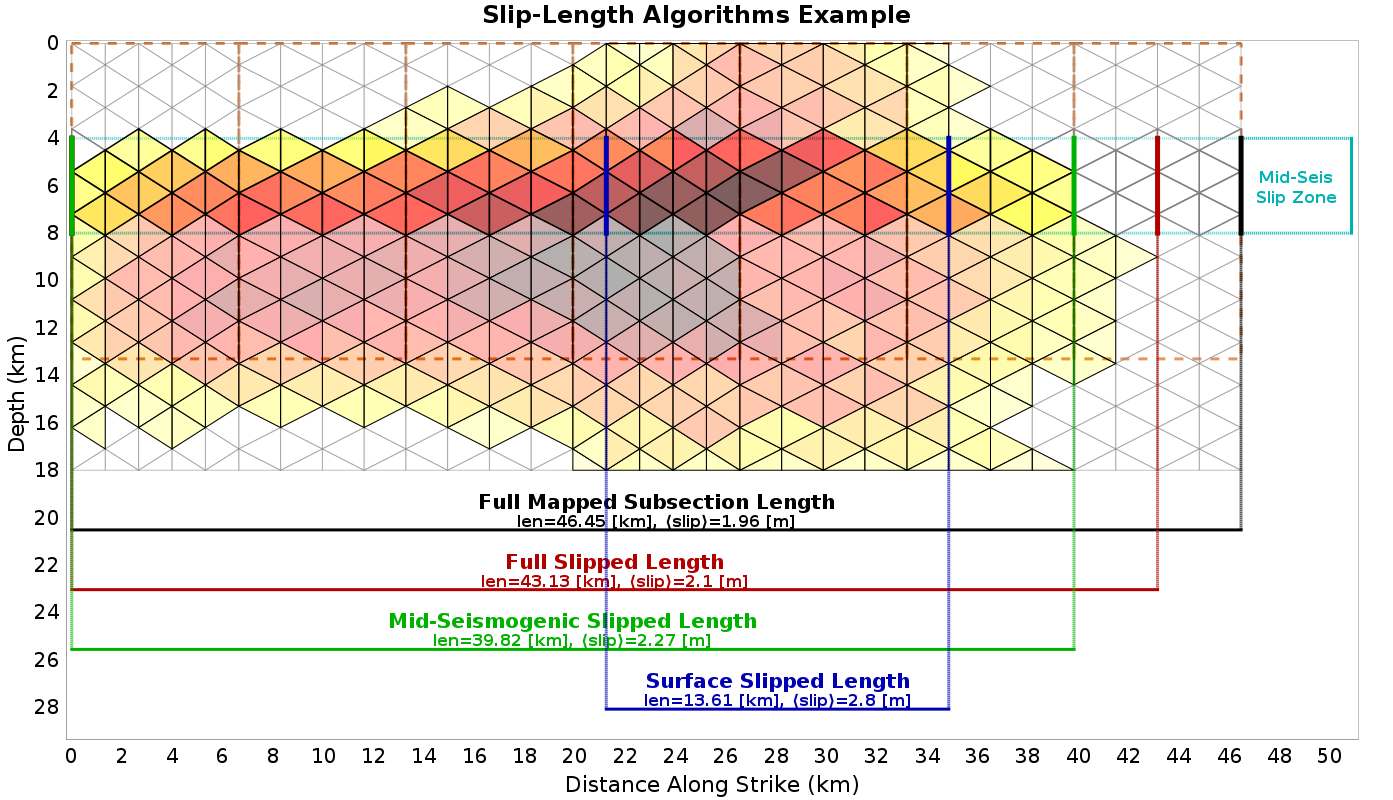 Slip-Length Algorithms Example
0
2
4
6
8
10
12
14
16
18
20
22
24
26
28
Depth (km)
Mid-Seis
Slip Zone
Full Mapped Subsection Length
len=46.45 [km], ⟨slip⟩=1.96 [m]
Full Slipped Length
len=43.13 [km], ⟨slip⟩=2.1 [m]
Mid-Seismogenic Slipped Length
len=39.82 [km], ⟨slip⟩=2.27 [m]
Surface Slipped Length
len=13.61 [km], ⟨slip⟩=2.8 [m]
0 2 4 6 8 10 12 14 16 18 20 22 24 26 28 30 32 34 36 38 40 42 44 46 48 50
Distance Along Strike (km)